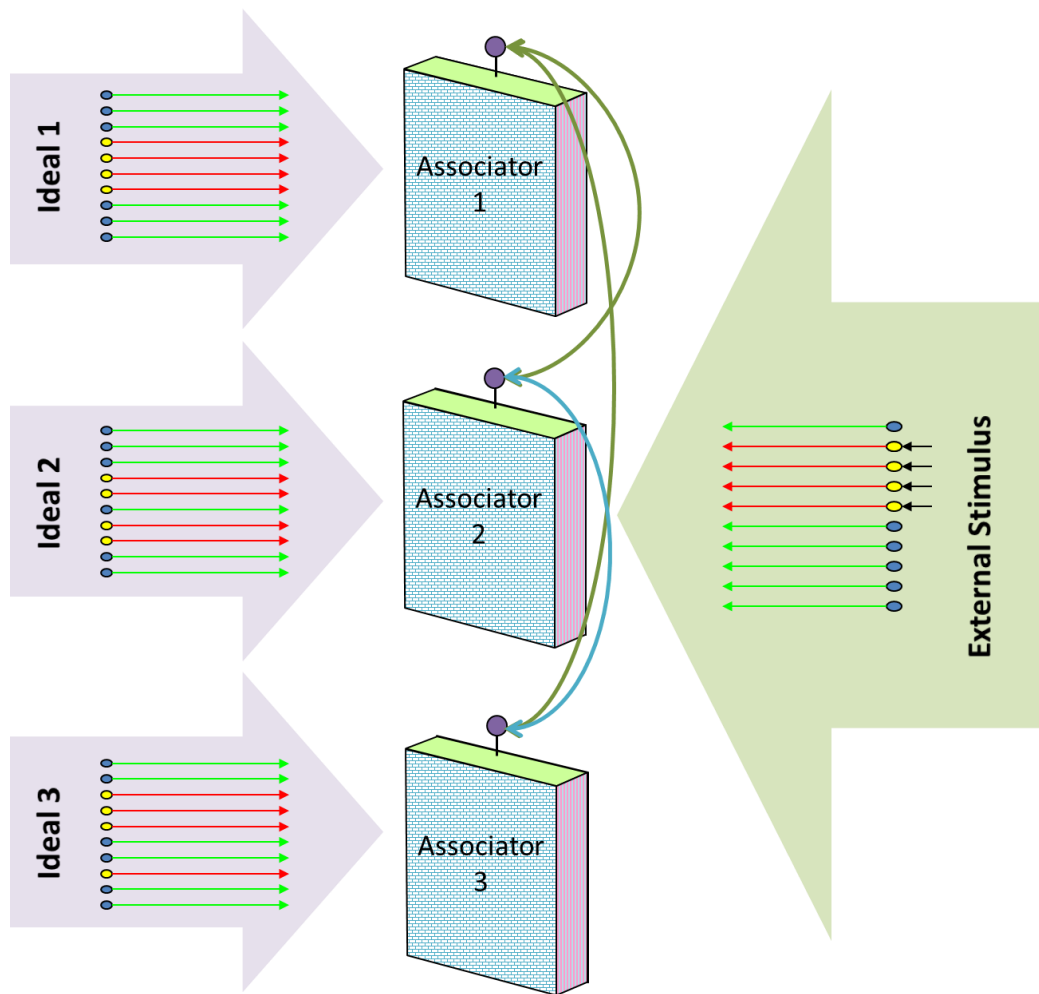 Ideal 1
Associator
1
Ideal 2
Associator
2
External Stimulus
Ideal 3
Associator
3